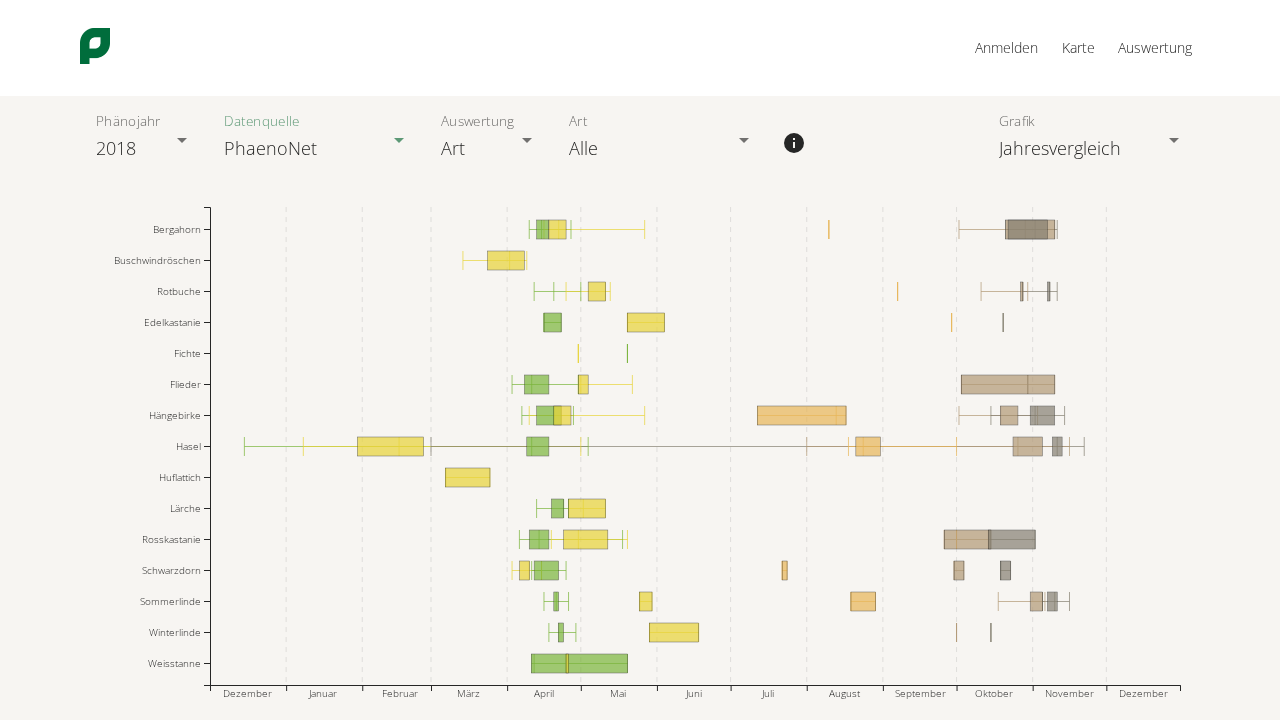 Anmelden Karte Auswertung
Phänojahr Datenquelle Auswertung Art Grafik
2018 PhaenoNet Art Alle Jahresvergleich
Bergahorn
Buschwindröschen
Rotbuche
Edelkastanie
Fichte
Flieder
Hängebirke
Hasel
Huflattich
Lärche
Rosskastanie
Schwarzdorn
Sommerlinde
Winterlinde
Weisstanne
Dezember Januar Februar März April Mai Juni Juli August September Oktober November Dezember